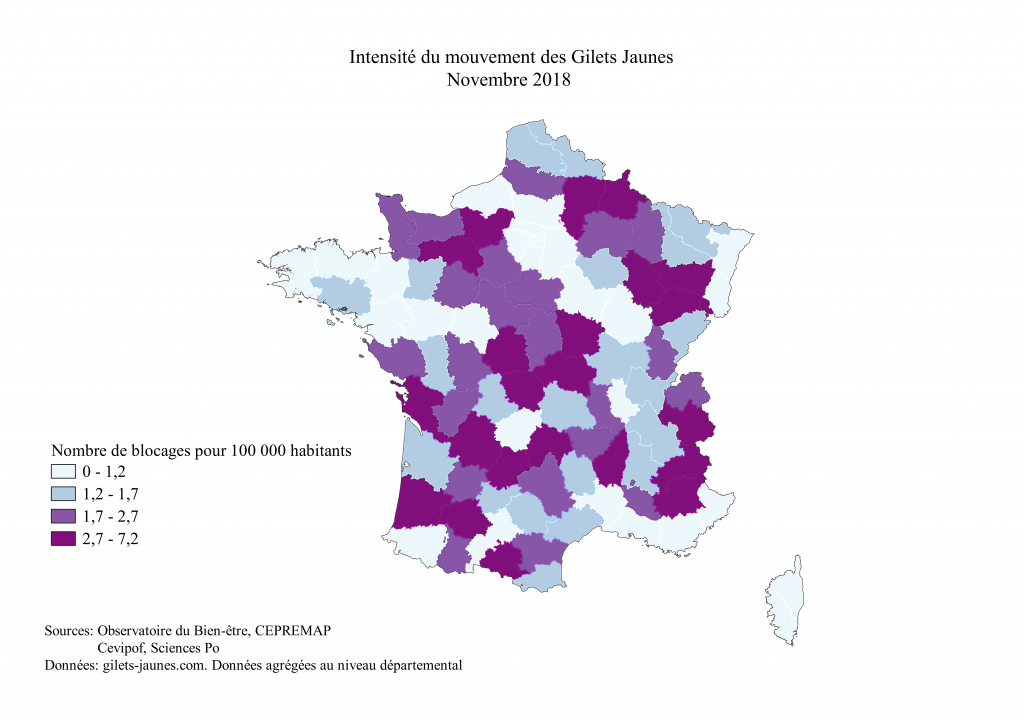 Intensité du mouvement des Gilets Jaunes
Novembre 2018
Nombre de blocages pour 100 000 habitants
0 - 1,2
1,2 - 1,7
1,7 - 2,7
2,7 - 7,2
Sources: Observatoire du Bien-être, CEPREMAP
Cevipof, Sciences Po
Données: gilets-jaunes.com. Données agrégées au niveau départemental